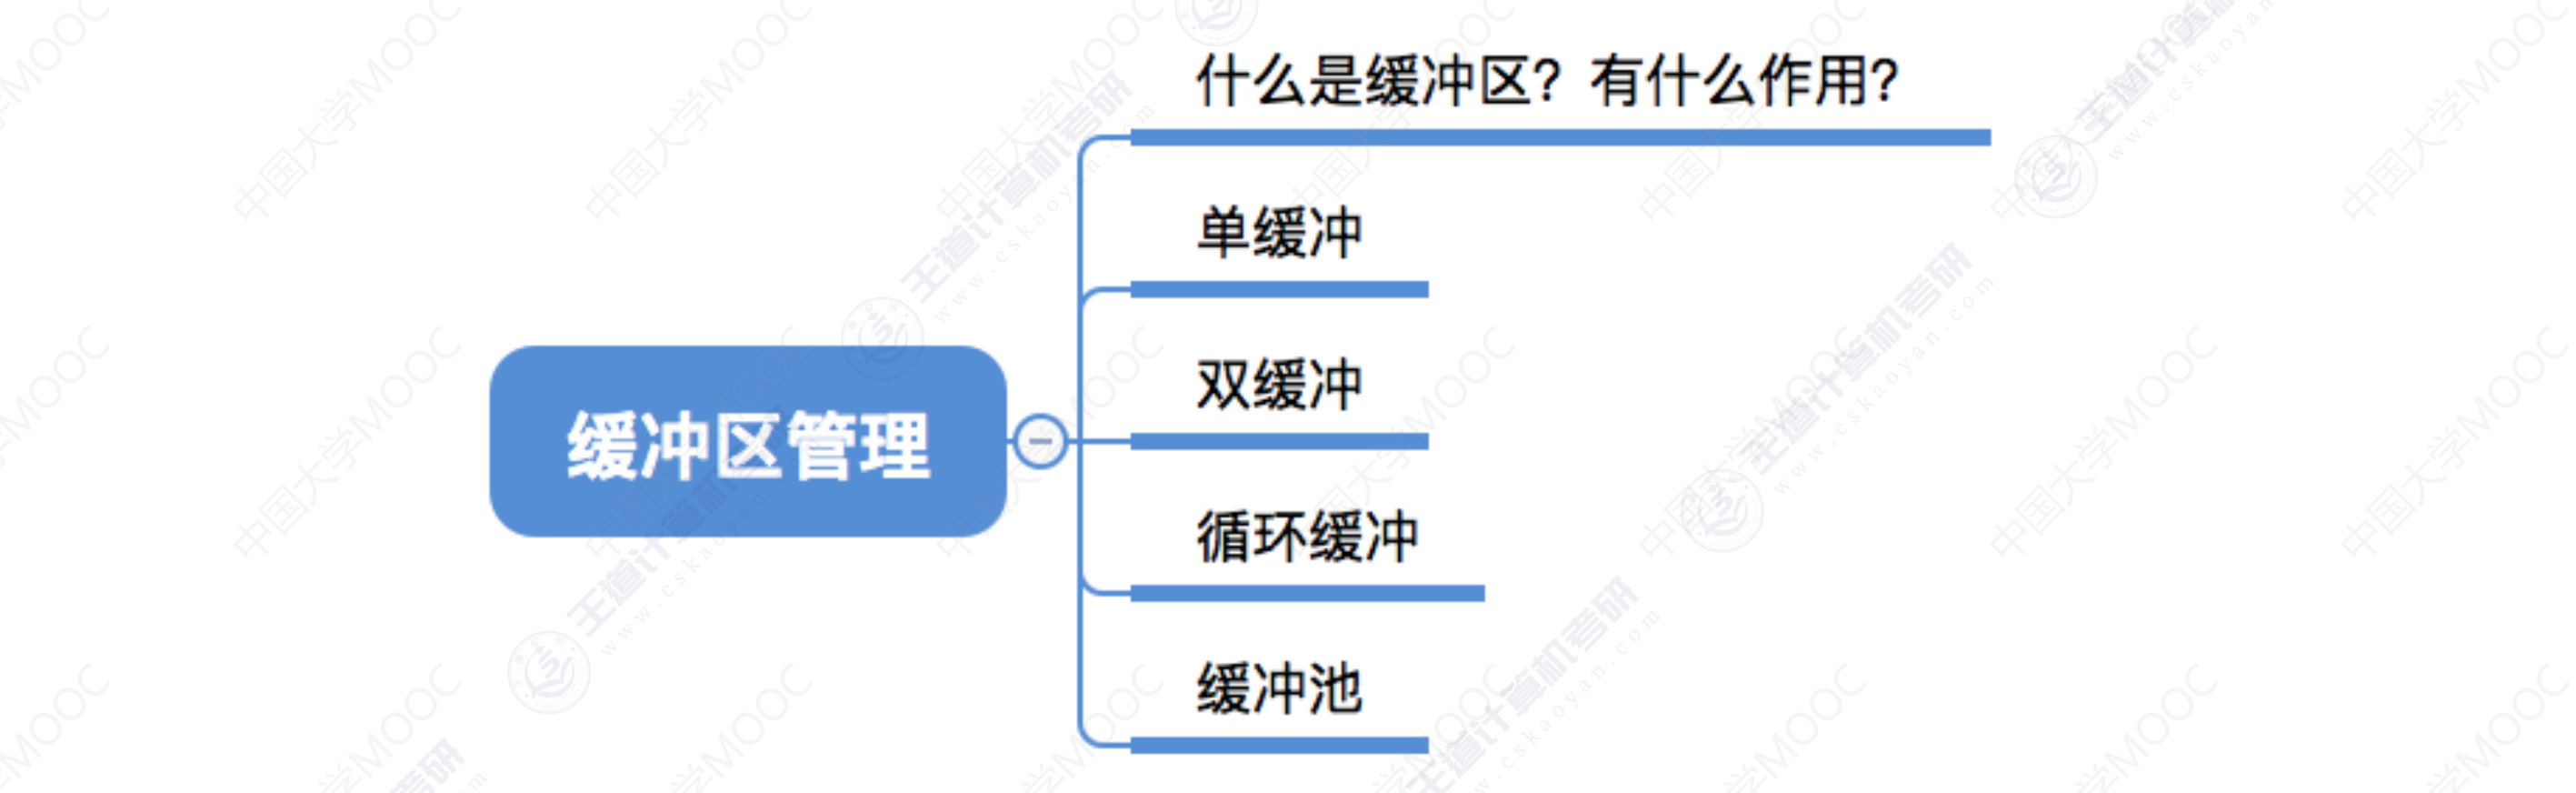 什么是缓冲区？有什么作用？
单缓冲
双缓冲
缓冲区管理
循环缓冲
缓冲池
中国大学MOOC
王道计算机考研
www.cskaoyan.com